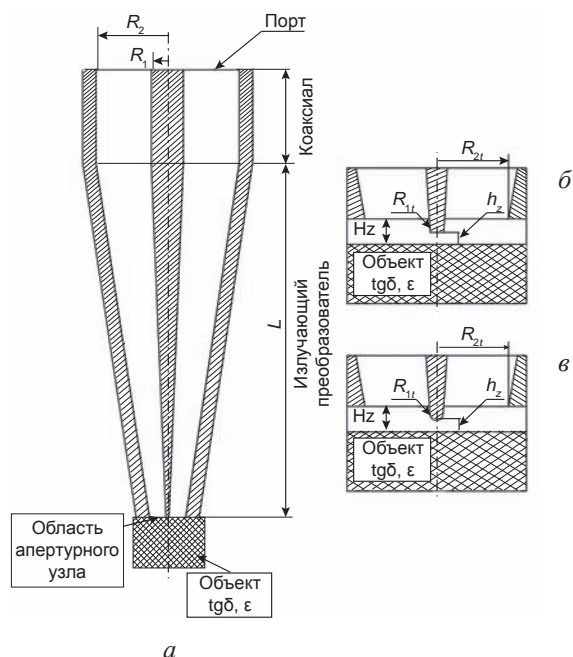 R₂
Порт
R₁
Коаксиал
L
Излучающий
преобразователь
Область
апертурного
узла
Объект
tgδ, ε
а
R₂t
б
R₁t
hz
Hz
Объект
tgδ, ε
R₂t
в
R₁t
hz
Hz
Объект
tgδ, ε